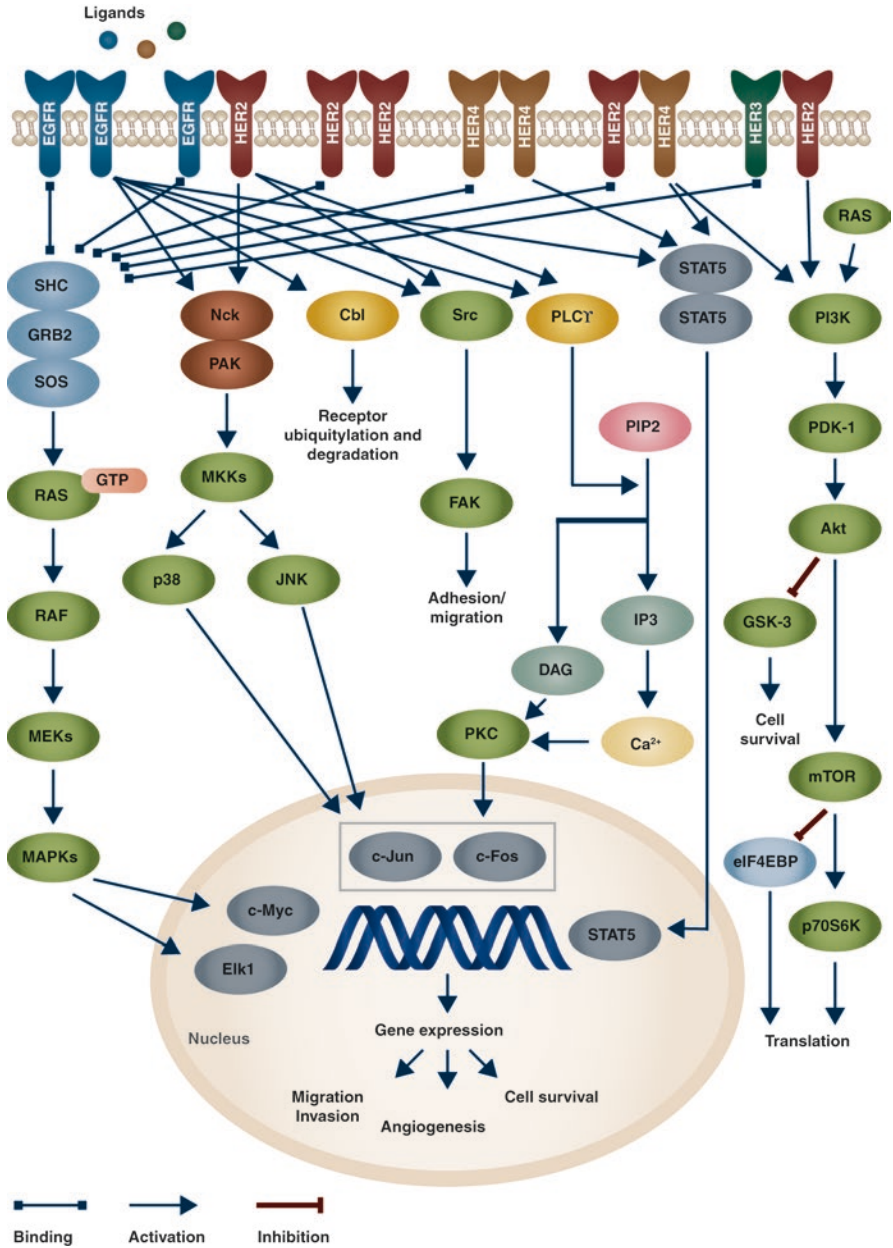 Ligands
EGFR
EGFR
EGFR
HER2
HER2
HER2
HER4
HER4
HER2
HER4
HER3
HER2
RAS
SHC
GRB2
SOS
Nck
PAK
Cbl
Src
PLCϒ
STAT5
STAT5
PI3K
Receptor
ubiquitylation and
degradation
PIP2
PDK-1
RAS
GTP
MKKs
FAK
Akt
p38
JNK
Adhesion/
migration
RAF
IP3
GSK-3
DAG
MEKs
PKC
Ca²⁺
Cell
survival
mTOR
MAPKs
c-Jun
c-Fos
eIF4EBP
c-Myc
p70S6K
STAT5
Elk1
Nucleus
Gene expression
Translation
Migration
Invasion
Angiogenesis
Cell survival
Binding
Activation
Inhibition